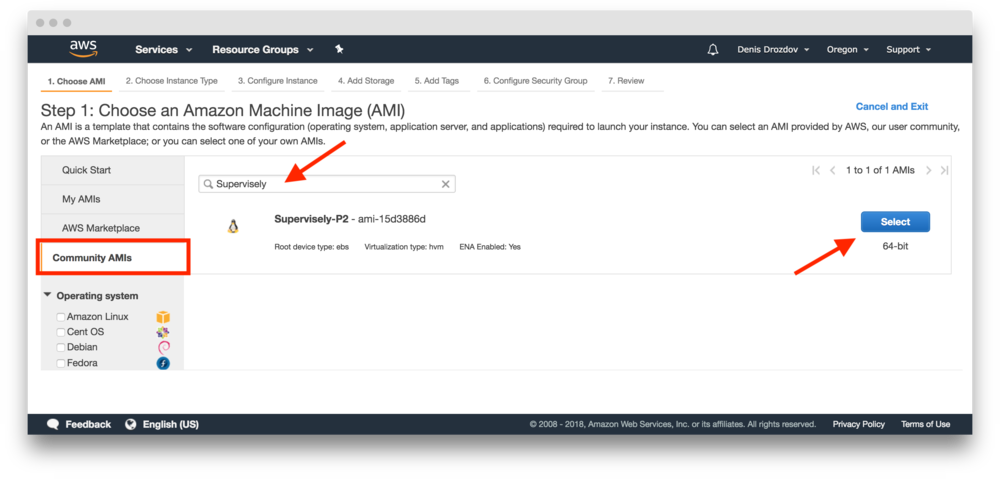 aws
Services
Resource Groups
Denis Drozdov
Oregon
Support
1. Choose AMI
2. Choose Instance Type
3. Configure Instance
4. Add Storage
5. Add Tags
6. Configure Security Group
7. Review
Step 1: Choose an Amazon Machine Image (AMI)
Cancel and Exit
An AMI is a template that contains the software configuration (operating system, application server, and applications) required to launch your instance. You can select an AMI provided by AWS, our user community,
or the AWS Marketplace; or you can select one of your own AMIs.
Quick Start
My AMIs
AWS Marketplace
Community AMIs
Operating system
Amazon Linux
Cent OS
Debian
Fedora
Supervisely
1 to 1 of 1 AMIs
Supervisely-P2 - ami-15d3886d
Root device type: ebs
Virtualization type: hvm
ENA Enabled: Yes
Select
64-bit
Feedback
English (US)
© 2008 - 2018, Amazon Web Services, Inc. or its affiliates. All rights reserved.
Privacy Policy
Terms of Use